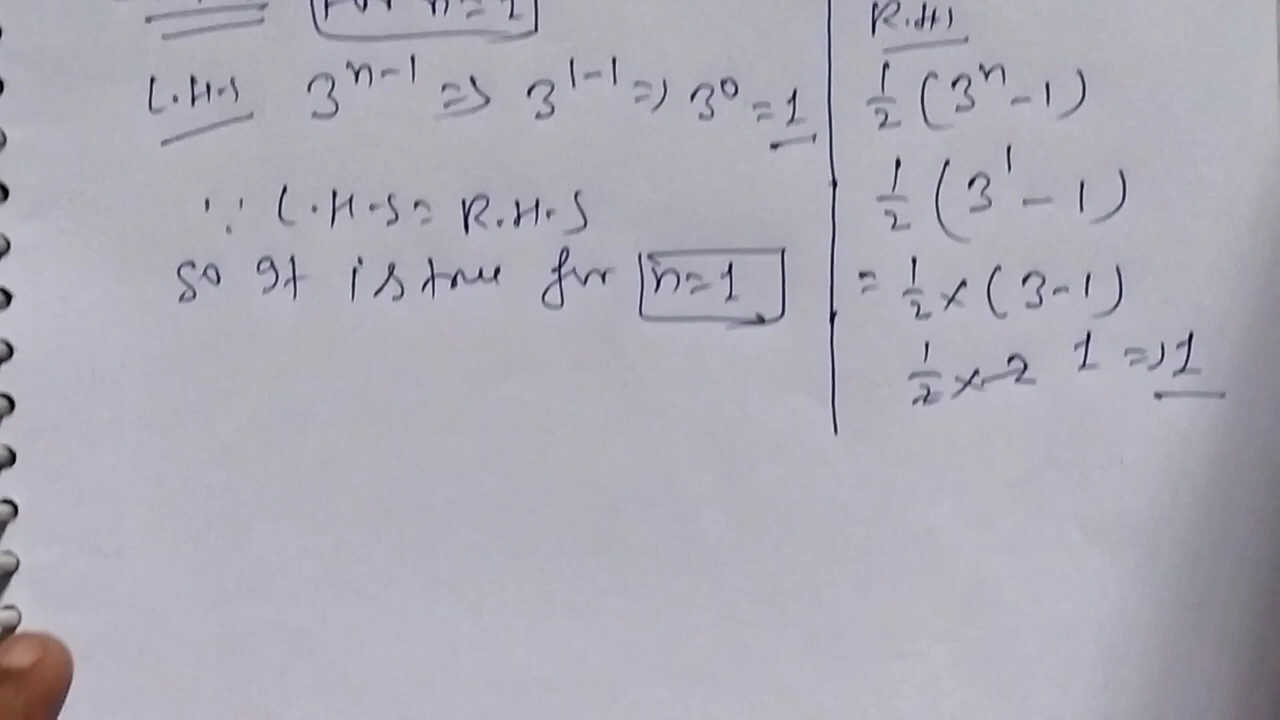 For n=1
L.H.S 3^(n-1) => 3^(1-1) => 3^0 = 1
∵ L.H.S = R.H.S
so It is true for n=1
R.H.S
1/2 (3^n - 1)
1/2 (3^1 - 1)
= 1/2 × (3-1)
1/2 × 2 1 => 1